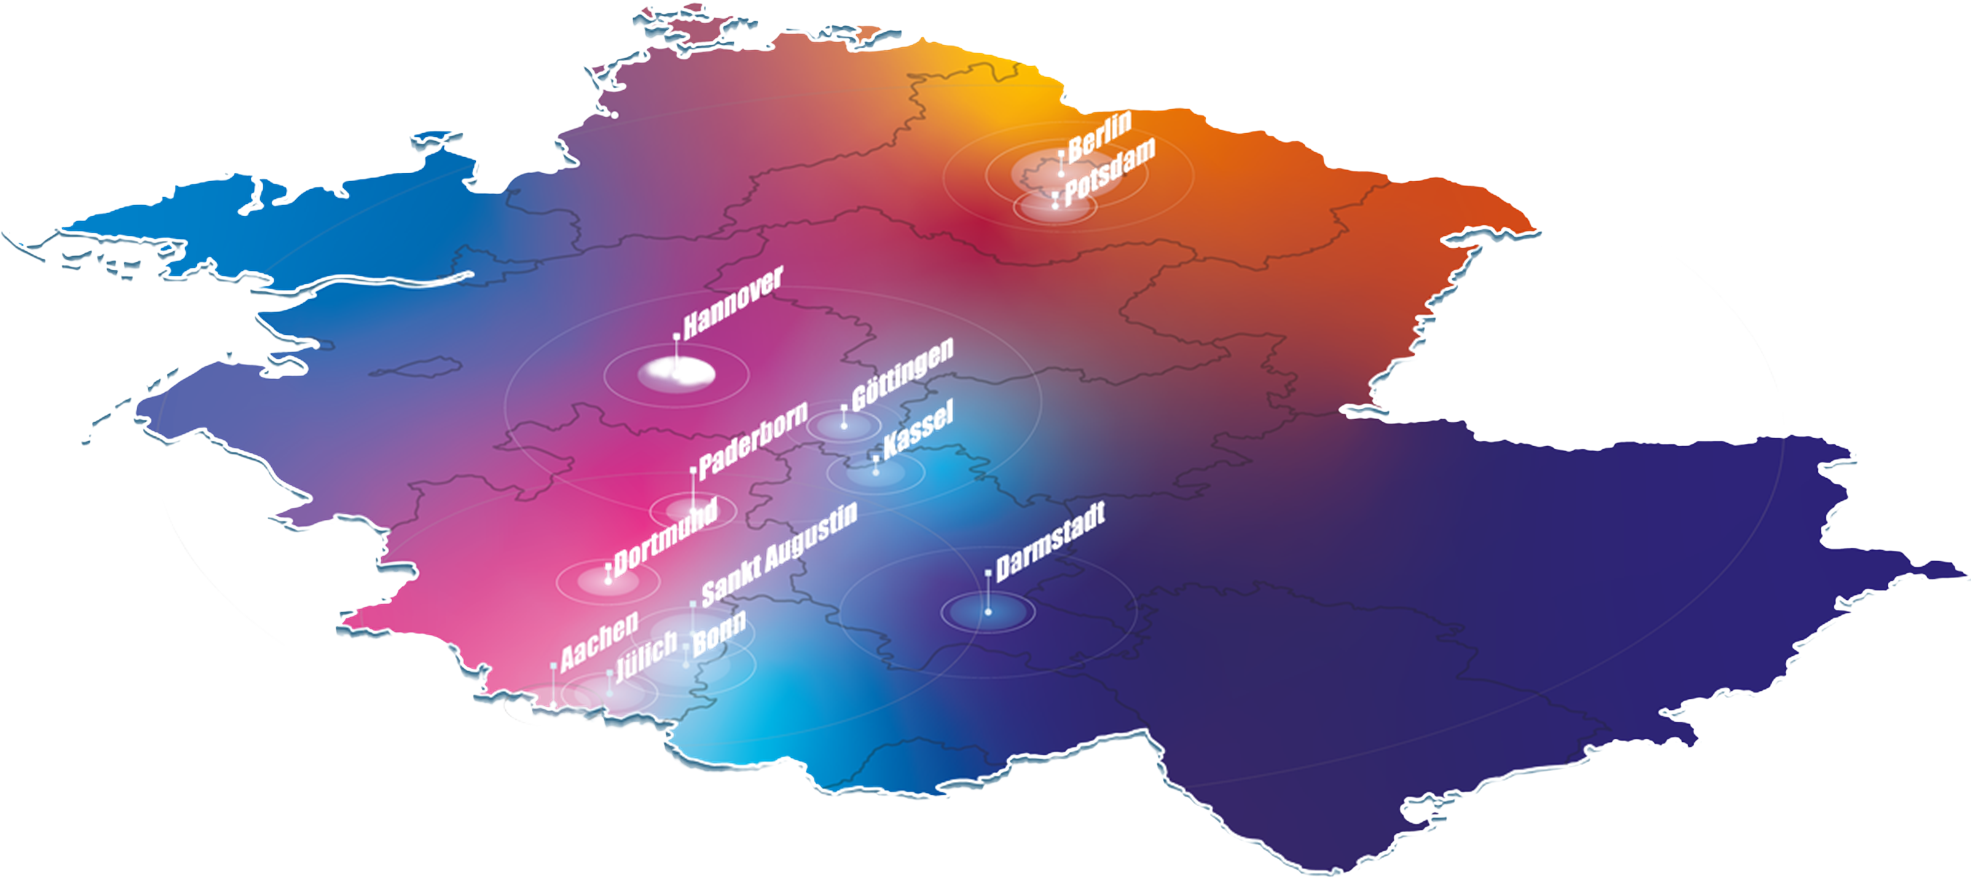 Berlin
Potsdam
Hannover
Göttingen
Kassel
Paderborn
Dortmund
Sankt Augustin
Darmstadt
Aachen
Jülich
Bonn